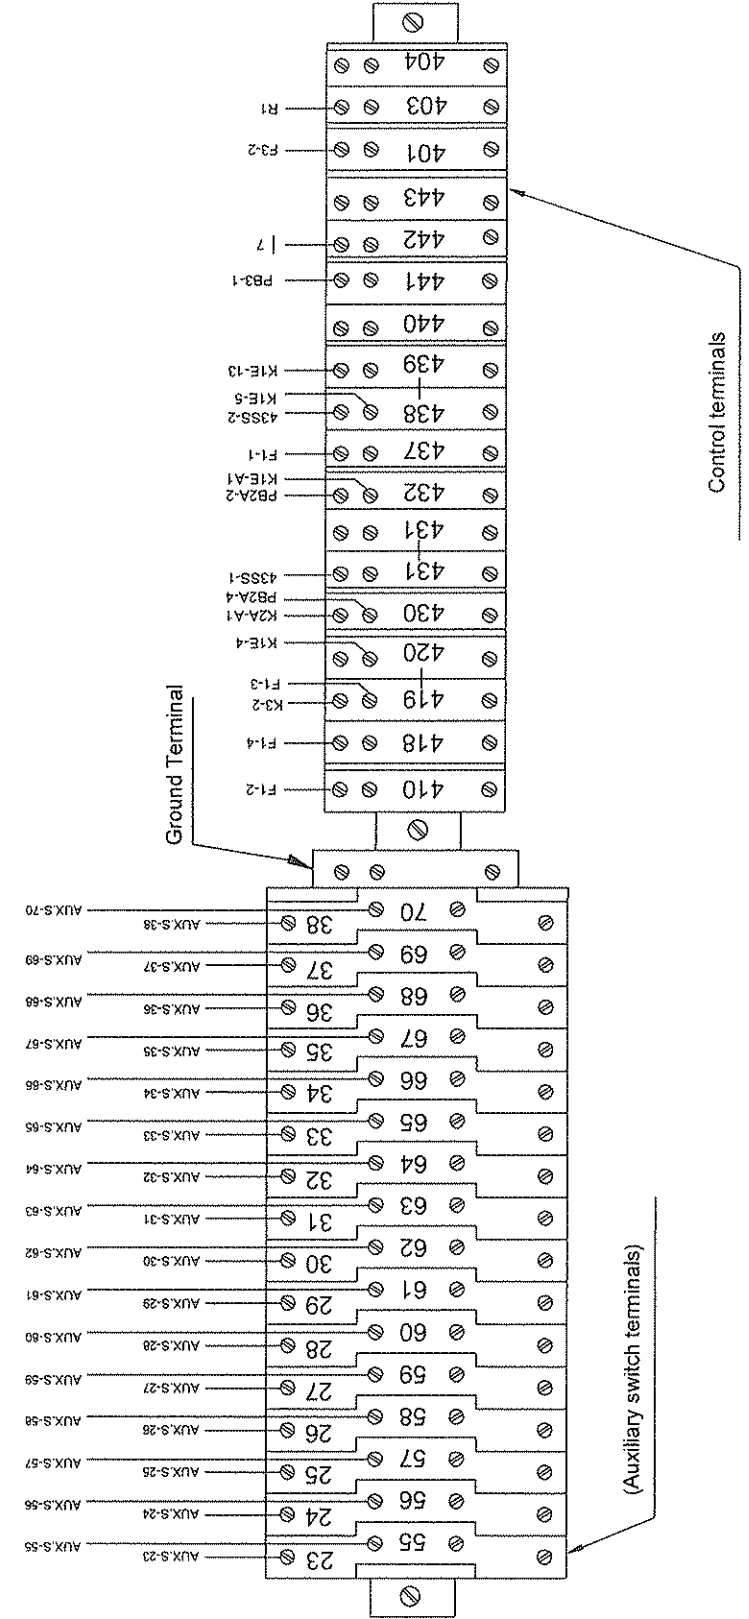 404
R1 403
F3-2 401
443
7 442
PB3-1 441
440
K1E-13 439
K1E-5
43SS-2 438
F1-1 437
K1E-A1
PB2A-2 432
431
43SS-1 431
PB2A-4
K2A-A1 430
K1E-4 420
F1-3
K3-2 419
F1-4 418
F1-2 410
Control terminals
Ground Terminal
AUX.S-70 70
AUX.S-38 38
AUX.S-69 69
AUX.S-37 37
AUX.S-68 68
AUX.S-36 36
AUX.S-67 67
AUX.S-35 35
AUX.S-66 66
AUX.S-34 34
AUX.S-65 65
AUX.S-33 33
AUX.S-64 64
AUX.S-32 32
AUX.S-63 63
AUX.S-31 31
AUX.S-62 62
AUX.S-30 30
AUX.S-61 61
AUX.S-29 29
AUX.S-60 60
AUX.S-28 28
AUX.S-59 59
AUX.S-27 27
AUX.S-58 58
AUX.S-26 26
AUX.S-57 57
AUX.S-25 25
AUX.S-56 56
AUX.S-24 24
AUX.S-55 55
AUX.S-23 23
(Auxiliary switch terminals)